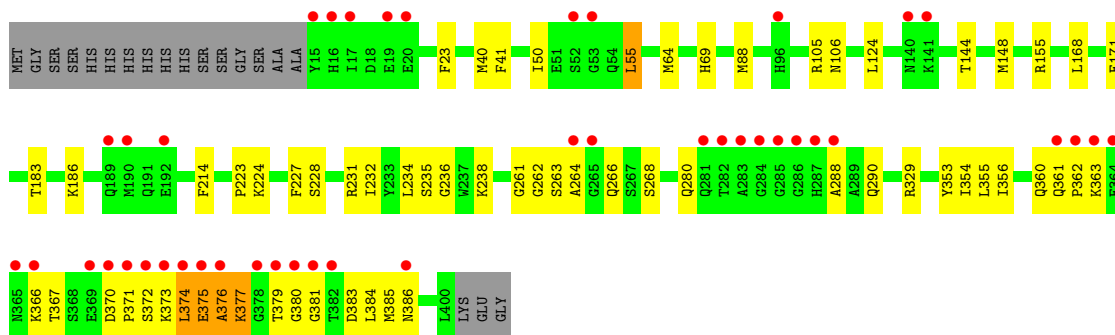 MET GLY SER SER HIS HIS HIS HIS HIS HIS SER SER GLY SER ALA ALA Y15 H16 I17 D18 E19 E20 F23 M40 F41 I50 E51 S52 G53 Q54 L55 M64 H69 M88 H96 R105 N106 L124 N140 K141 T144 M148 R155 L168
T183 K186 Q189 M190 Q191 E192 F214 P223 K224 F227 S228 R231 I232 Y233 L234 S235 G236 W237 K238 G261 G262 S263 A264 G265 Q266 S267 S268 Q280 Q281 T282 A283 G284 G285 G286 H287 A288 A289 Q290 R329 Y353 I354 L355 I356 Q360 Q361 P362 K363
N365 K366 T367 S368 E369 D370 P371 S372 K373 L374 E375 A376 K377 G378 T379 G380 G381 T382 D383 L384 M385 N386 L400 LYS GLU GLY